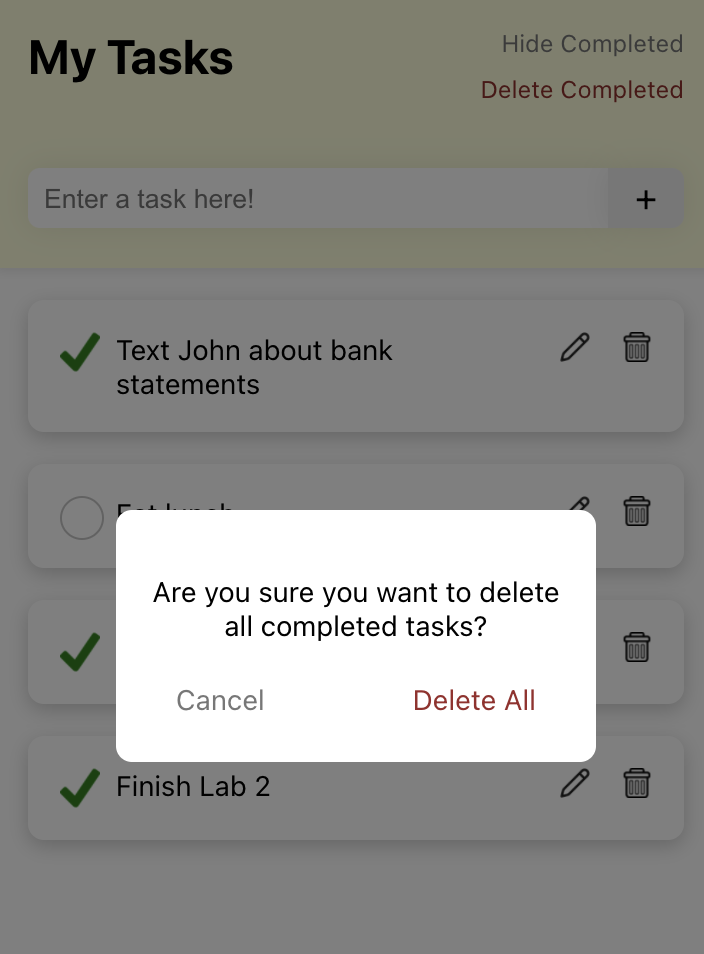 My Tasks
Hide Completed
Delete Completed
Enter a task here!
+
Text John about bank
statements
Eat lunch
Are you sure you want to delete
all completed tasks?
Cancel
Delete All
Finish Lab 2